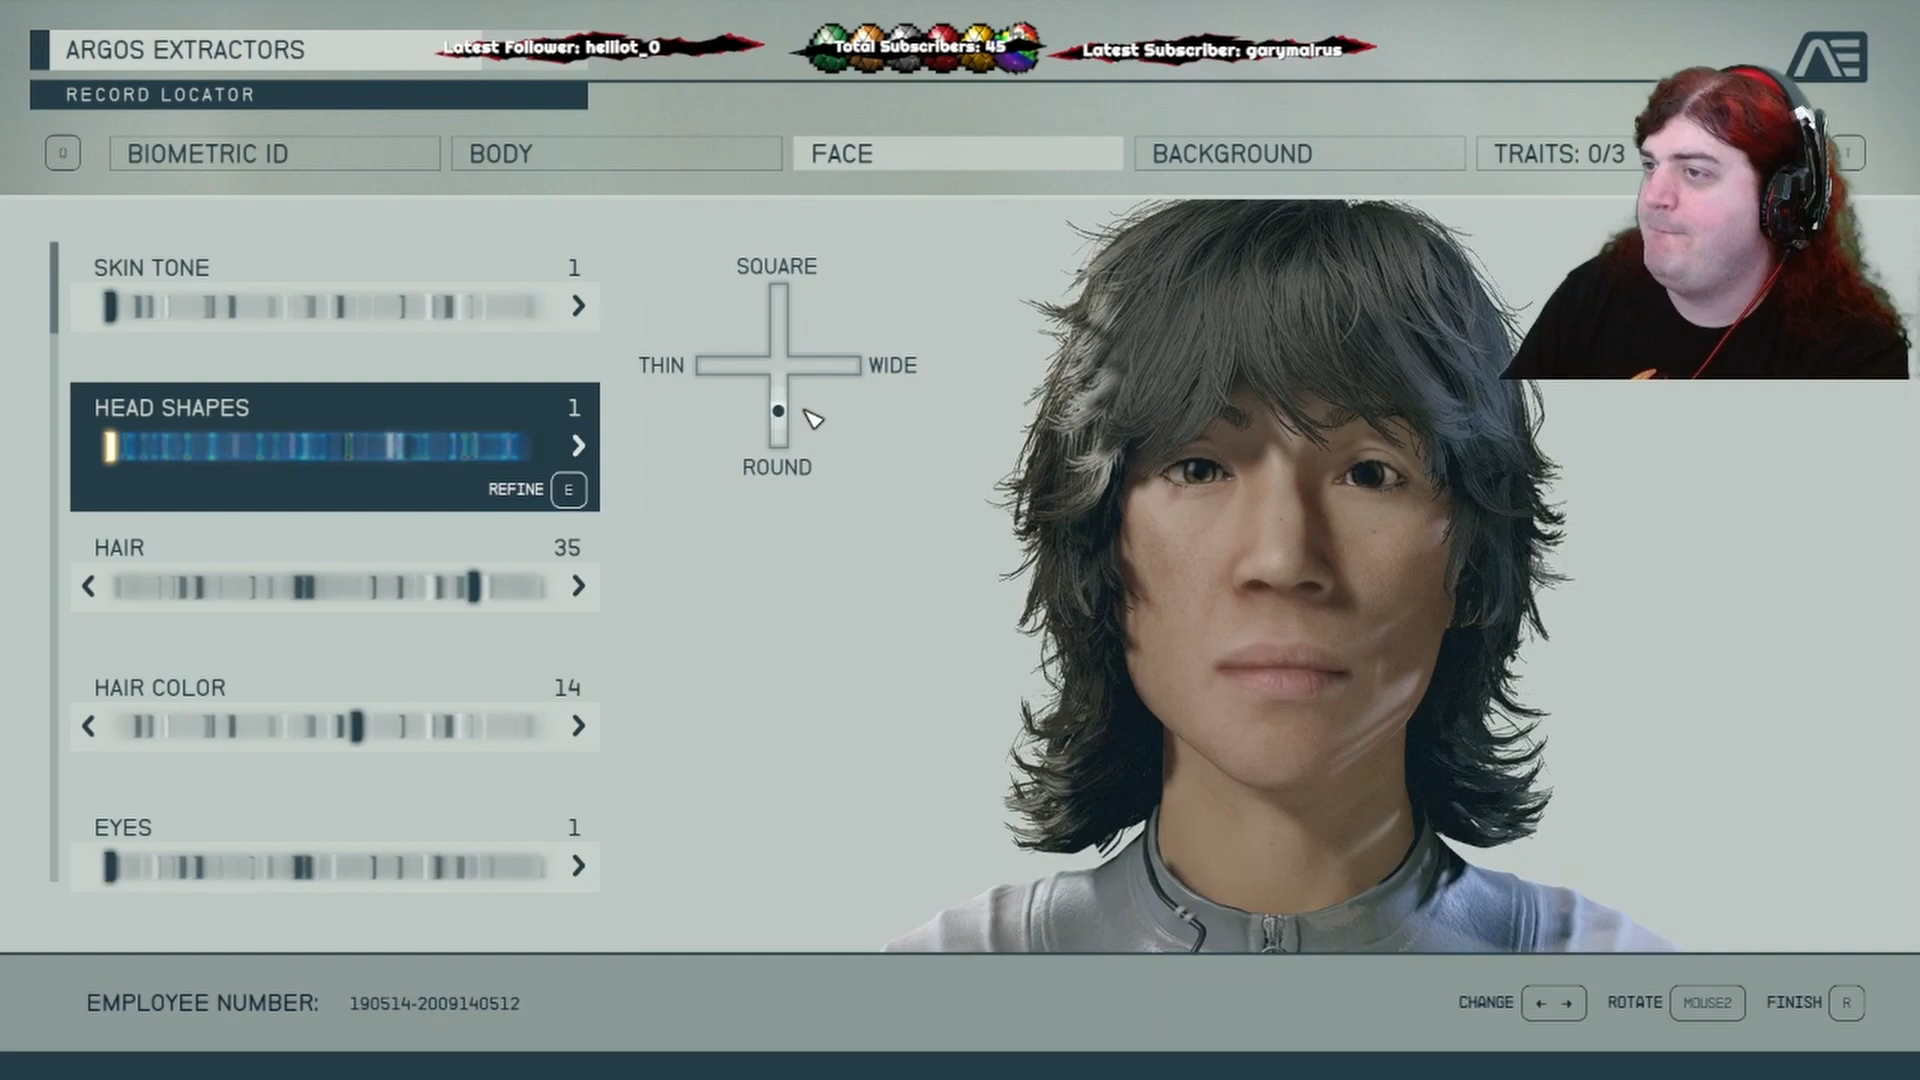 ARGOS EXTRACTORS
Latest Follower: helliot_0
Total Subscribers: 45
Latest Subscriber: garymalrus
AE
RECORD LOCATOR
Q
BIOMETRIC ID
BODY
FACE
BACKGROUND
TRAITS: 0/3
T
SKIN TONE 1
SQUARE
THIN
WIDE
ROUND
HEAD SHAPES 1
REFINE E
HAIR 35
HAIR COLOR 14
EYES 1
EMPLOYEE NUMBER: 190514-2009140512
CHANGE ← →
ROTATE MOUSE2
FINISH R